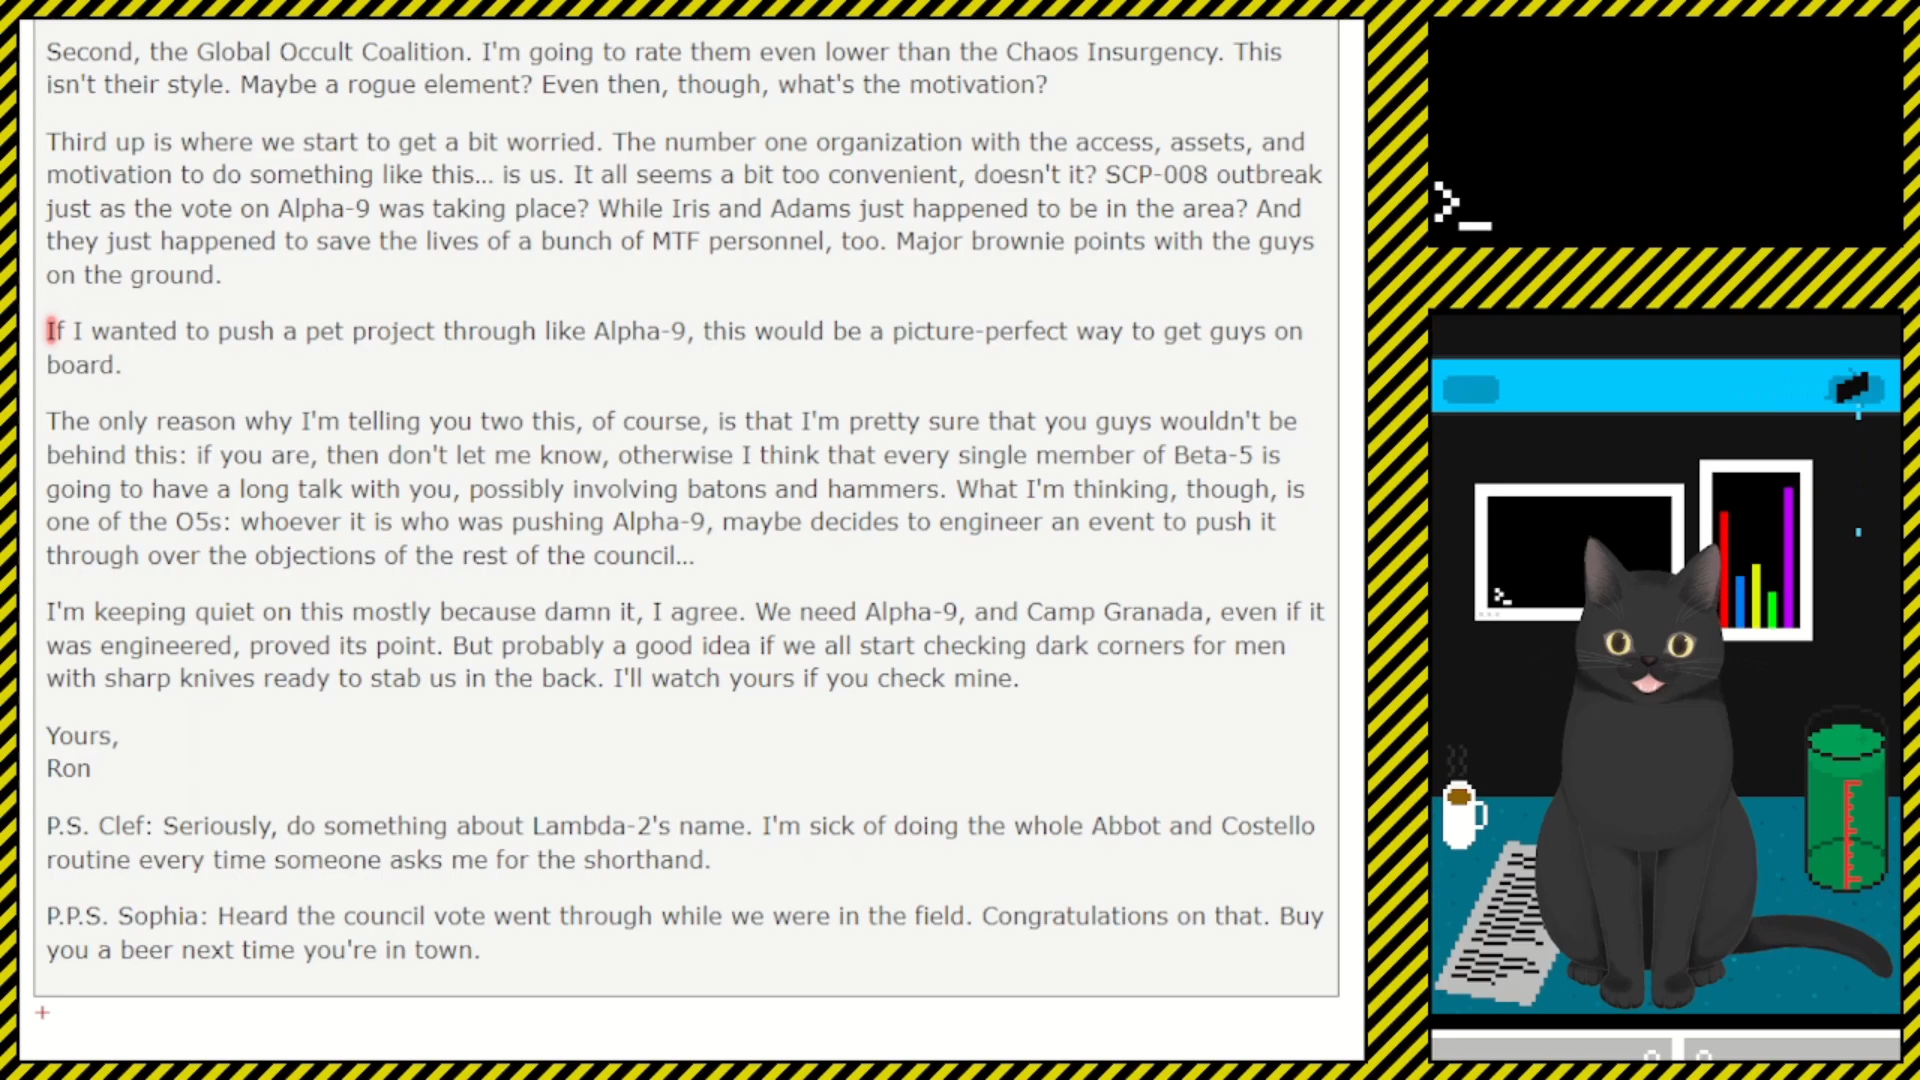 Second, the Global Occult Coalition. I'm going to rate them even lower than the Chaos Insurgency. This
isn't their style. Maybe a rogue element? Even then, though, what's the motivation?
Third up is where we start to get a bit worried. The number one organization with the access, assets, and
motivation to do something like this... is us. It all seems a bit too convenient, doesn't it? SCP-008 outbreak
just as the vote on Alpha-9 was taking place? While Iris and Adams just happened to be in the area? And
they just happened to save the lives of a bunch of MTF personnel, too. Major brownie points with the guys
on the ground.
If I wanted to push a pet project through like Alpha-9, this would be a picture-perfect way to get guys on
board.
The only reason why I'm telling you two this, of course, is that I'm pretty sure that you guys wouldn't be
behind this: if you are, then don't let me know, otherwise I think that every single member of Beta-5 is
going to have a long talk with you, possibly involving batons and hammers. What I'm thinking, though, is
one of the O5s: whoever it is who was pushing Alpha-9, maybe decides to engineer an event to push it
through over the objections of the rest of the council...
I'm keeping quiet on this mostly because damn it, I agree. We need Alpha-9, and Camp Granada, even if it
was engineered, proved its point. But probably a good idea if we all start checking dark corners for men
with sharp knives ready to stab us in the back. I'll watch yours if you check mine.
Yours,
Ron
P.S. Clef: Seriously, do something about Lambda-2's name. I'm sick of doing the whole Abbot and Costello
routine every time someone asks me for the shorthand.
P.P.S. Sophia: Heard the council vote went through while we were in the field. Congratulations on that. Buy
you a beer next time you're in town.
+
>_
>_